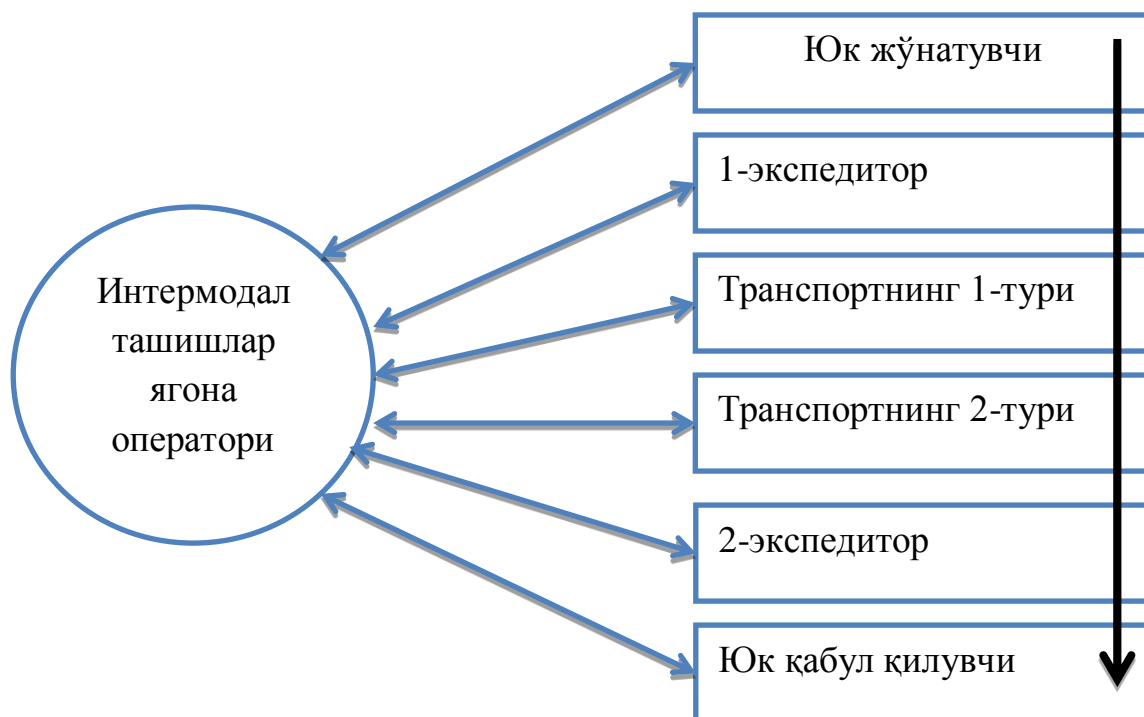 Юк жўнатувчи
1-экспедитор
Транспортнинг 1-тури
Интермодал
ташишлар
ягона
оператори
Транспортнинг 2-тури
2-экспедитор
Юк қабул қилувчи